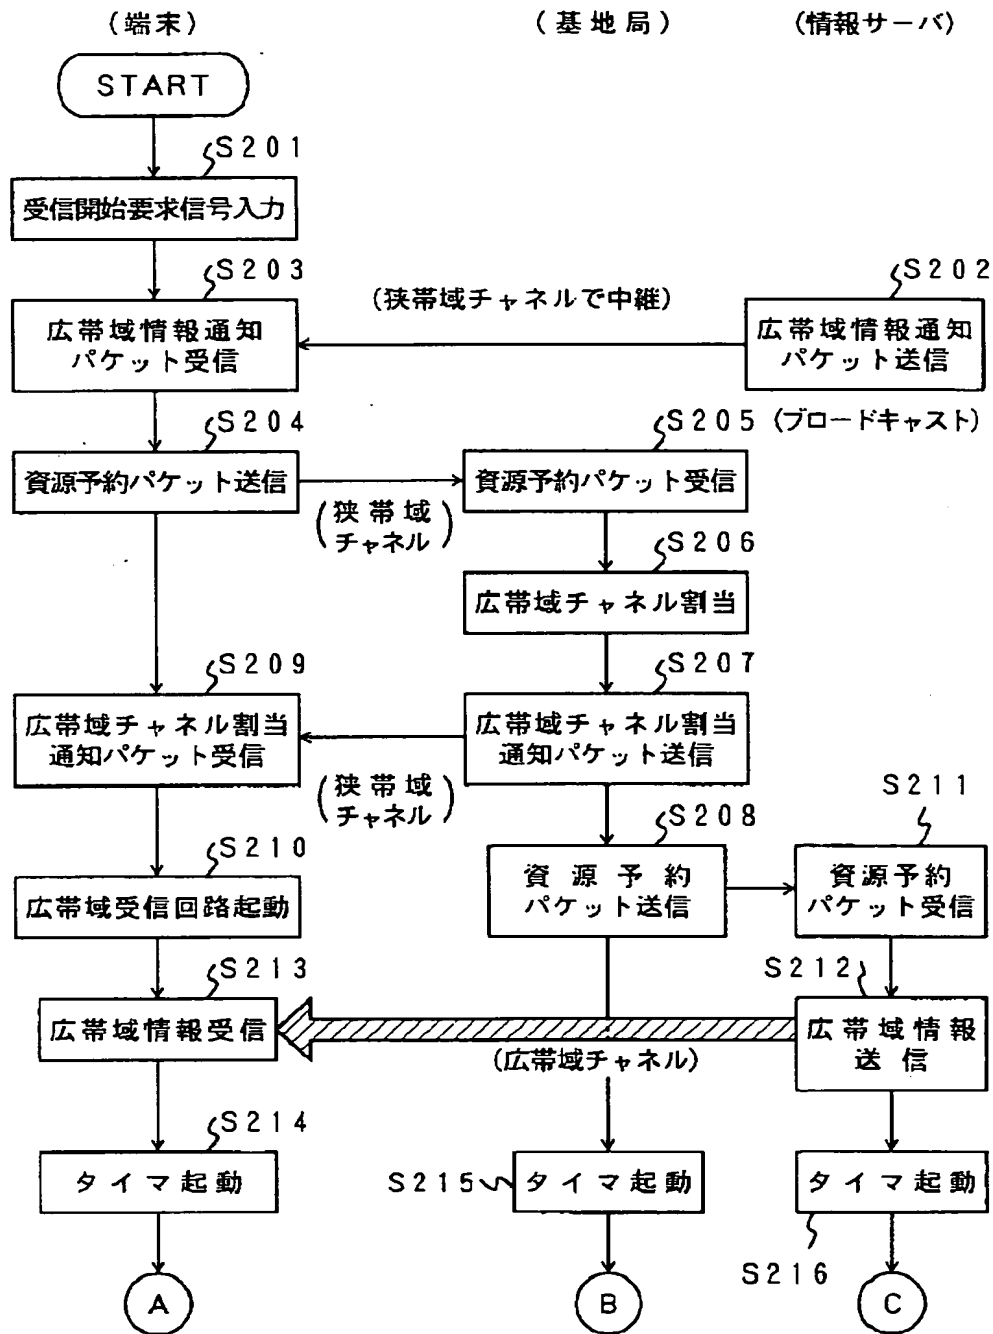 (端末)
(基地局)
(情報サーバ)
START
S201
受信開始要求信号入力
S203
S202
(狭帯域チャネルで中継)
広帯域情報通知
パケット受信
広帯域情報通知
パケット送信
S204
S205(ブロードキャスト)
資源予約パケット送信
資源予約パケット受信
(狭帯域
チャネル)
S206
広帯域チャネル割当
S209
S207
広帯域チャネル割当
通知パケット受信
広帯域チャネル割当
通知パケット送信
(狭帯域
チャネル)
S208
S211
S210
資源予約
パケット送信
資源予約
パケット受信
広帯域受信回路起動
S213
S212
広帯域情報受信
広帯域情報
送信
(広帯域チャネル)
S214
タイマ起動
S215
タイマ起動
タイマ起動
S216
A
B
C